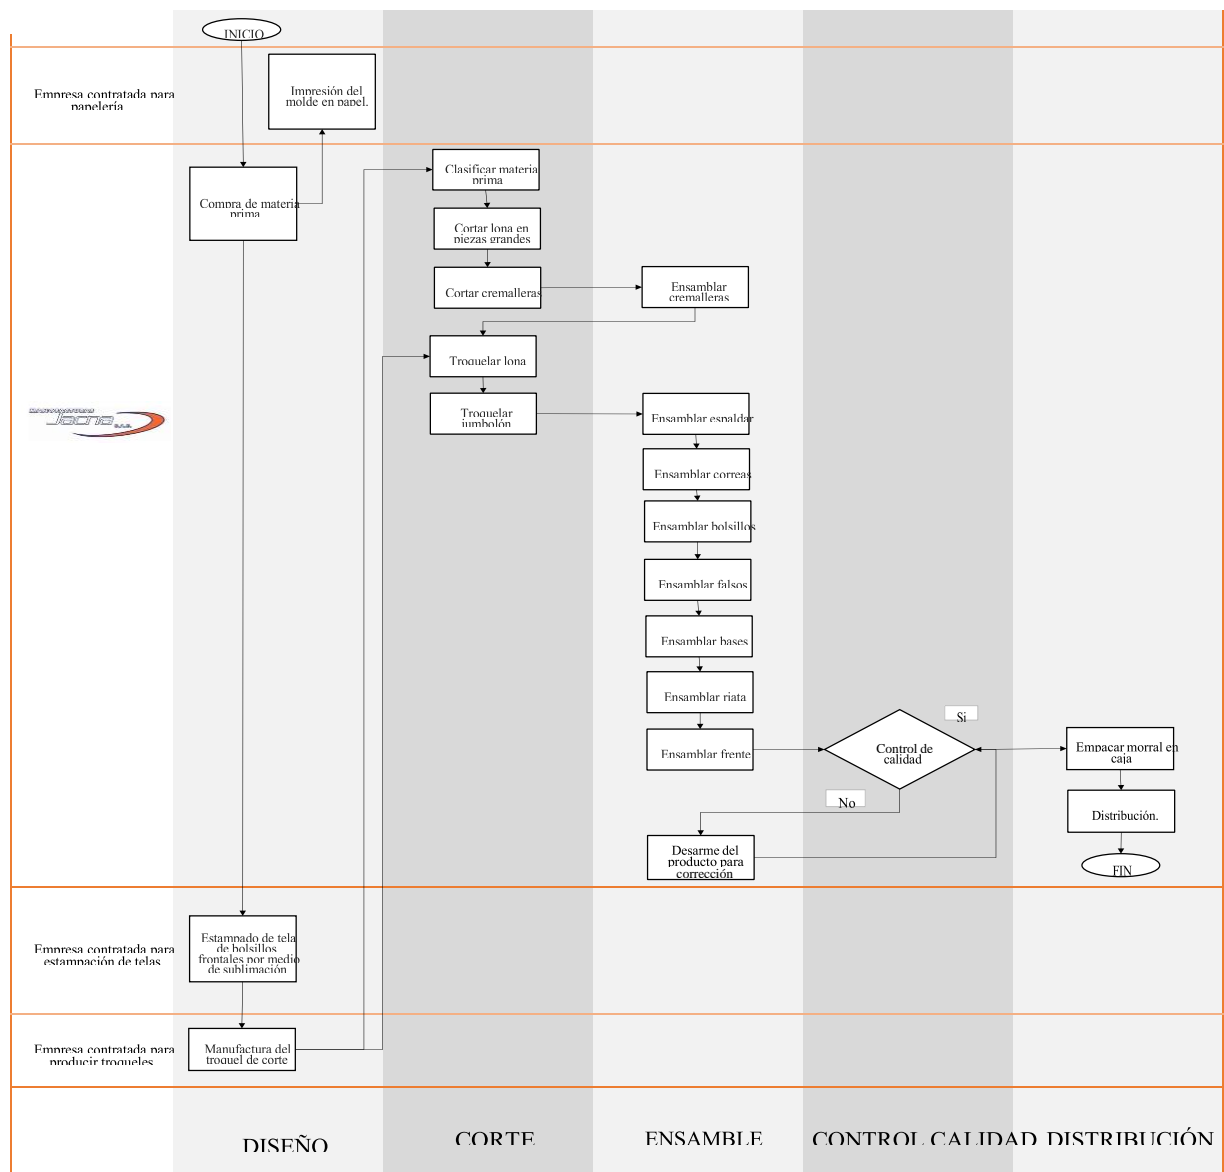 INICIO
Impresión del
molde en papel.
Empresa contratada para
papelería
Clasificar materia
prima
Compra de materia
prima
Cortar lona en
piezas grandes
Cortar cremalleras
Ensamblar
cremalleras
Troquelar lona
Troquelar
jumbolón
Jacna S.A.S.
Ensamblar espaldar
Ensamblar correas
Ensamblar bolsillos
Ensamblar falsos
Ensamblar bases
Ensamblar riata
Ensamblar frente
Control de
calidad
Si
No
Empacar morral en
caja
Distribución.
FIN
Desarme del
producto para
corrección
Empresa contratada para
estampación de telas
Estampado de tela
de bolsillos
frontales por medio
de sublimación
Empresa contratada para
producir troqueles
Manufactura del
troquel de corte
DISEÑO
CORTE
ENSAMBLE
CONTROL CALIDAD
DISTRIBUCIÓN